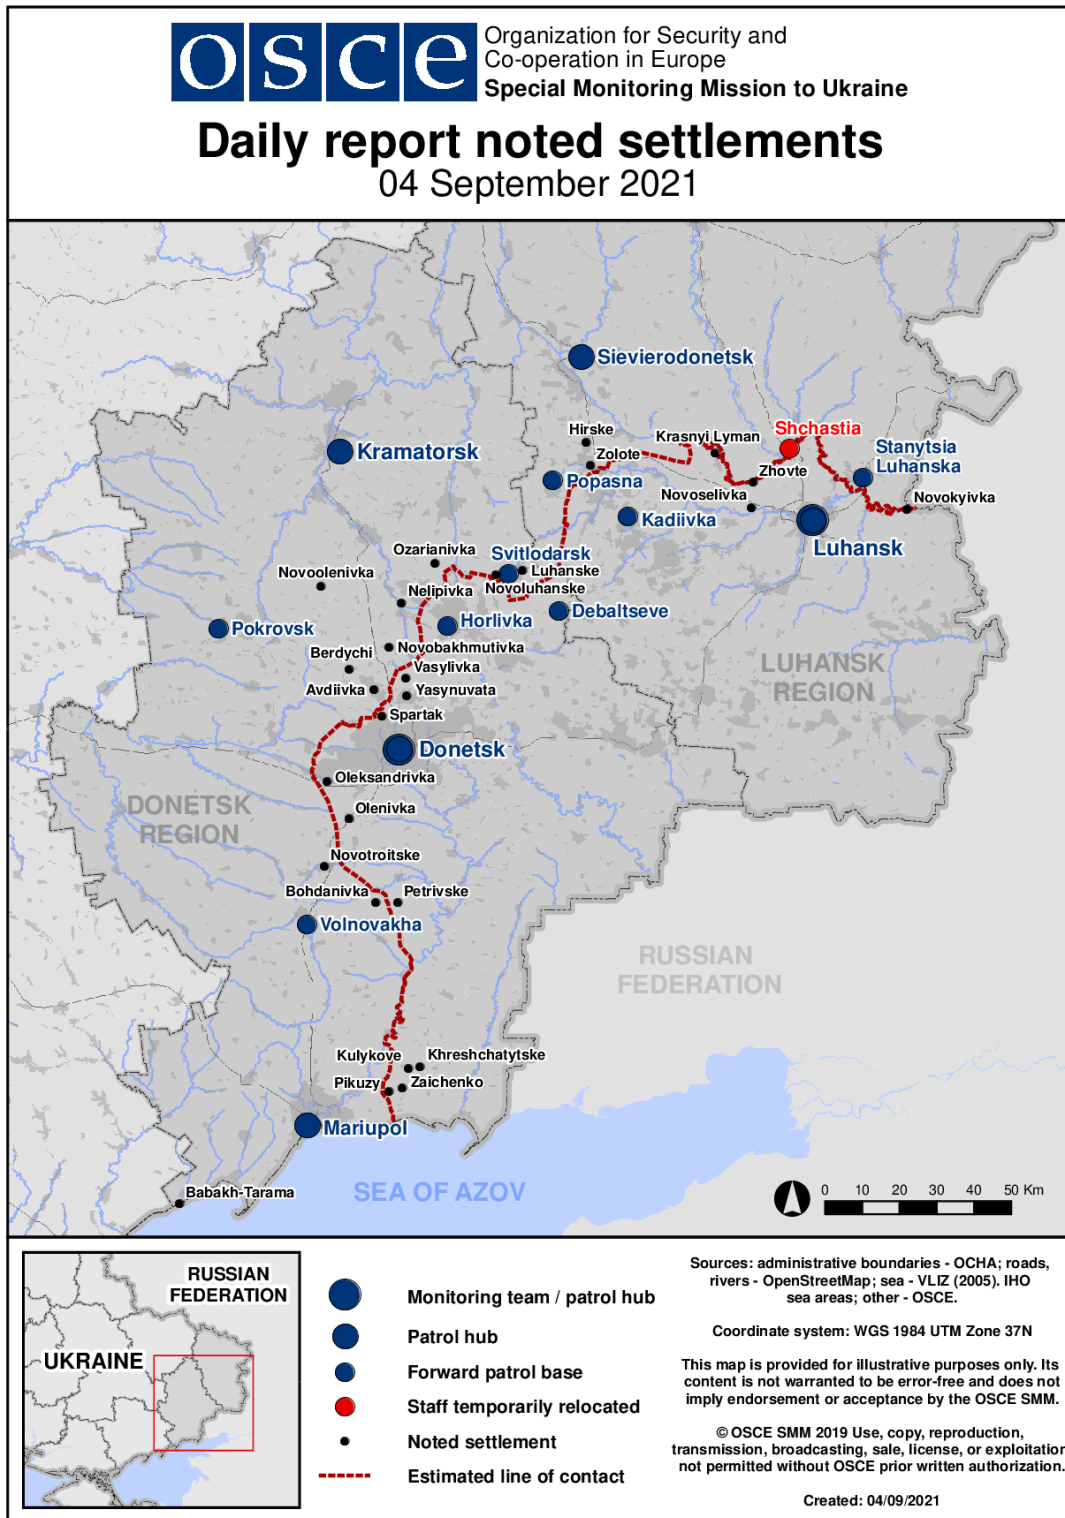 osce
Organization for Security and
Co-operation in Europe
Special Monitoring Mission to Ukraine
Daily report noted settlements
04 September 2021
Sievierodonetsk
Hirske
Zolote
Krasnyi Lyman
Shchastia
Stanytsia
Luhanska
Kramatorsk
Popasna
Zhovte
Novoselivka
Novokyivka
Kadiivka
Luhansk
Ozarianivka
Svitlodarsk
Luhanske
Novoluhanske
Novoolenivka
Nelipivka
Debaltseve
Horlivka
Pokrovsk
Novobakhmutivka
Berdychi
Vasylivka
Avdiivka
Yasynuvata
LUHANSK
REGION
Spartak
Donetsk
Oleksandrivka
DONETSK
REGION
Olenivka
Novotroitske
Bohdanivka
Petrivske
Volnovakha
RUSSIAN
FEDERATION
Kulykove
Khreshchatytske
Pikuzy
Zaichenko
Mariupol
Babakh-Tarama
SEA OF AZOV
0 10 20 30 40 50 Km
RUSSIAN
FEDERATION
UKRAINE
Monitoring team / patrol hub
Patrol hub
Forward patrol base
Staff temporarily relocated
Noted settlement
Estimated line of contact
Sources: administrative boundaries - OCHA; roads,
rivers - OpenStreetMap; sea - VLIZ (2005). IHO
sea areas; other - OSCE.
Coordinate system: WGS 1984 UTM Zone 37N
This map is provided for illustrative purposes only. Its
content is not warranted to be error-free and does not
imply endorsement or acceptance by the OSCE SMM.
© OSCE SMM 2019 Use, copy, reproduction,
transmission, broadcasting, sale, license, or exploitation
not permitted without OSCE prior written authorization.
Created: 04/09/2021